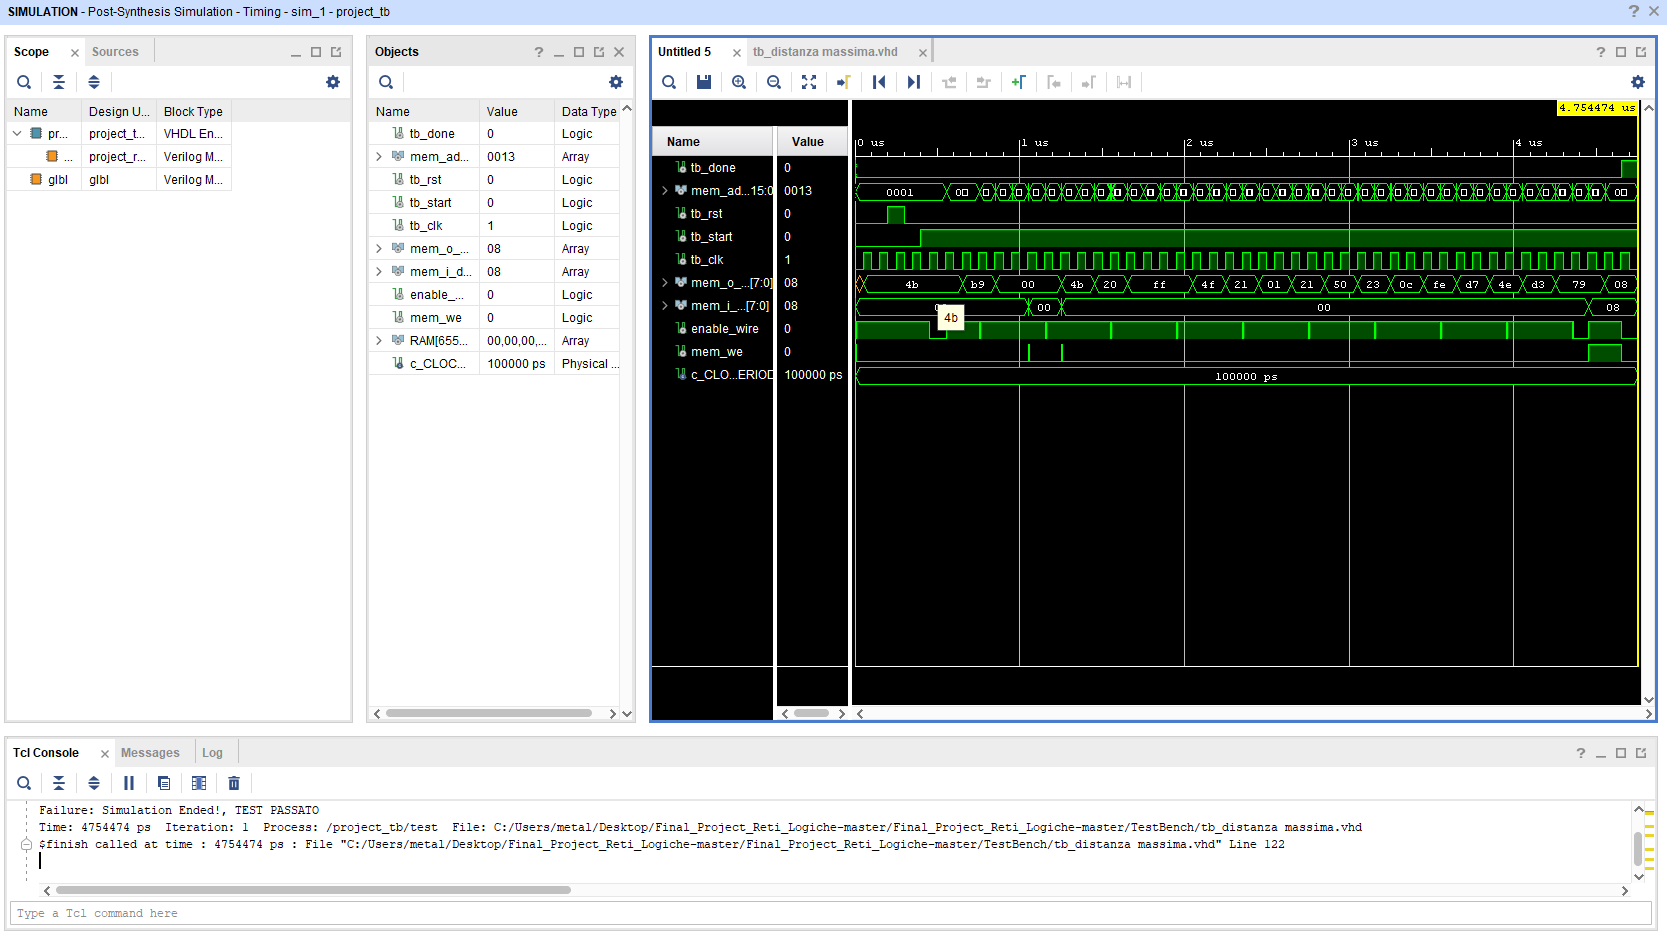 SIMULATION - Post-Synthesis Simulation - Timing - sim_1 - project_tb
Scope
Sources
Name Design U... Block Type
pr... project_t... VHDL En...
... project_r... Verilog M...
glbl glbl Verilog M...
Objects
Name Value Data Type
tb_done 0 Logic
mem_ad... 0013 Array
tb_rst 0 Logic
tb_start 0 Logic
tb_clk 1 Logic
mem_o_... 08 Array
mem_i_d... 08 Array
enable_... 0 Logic
mem_we 0 Logic
RAM[655... 00,00,00,... Array
c_CLOC... 100000 ps Physical ...
Untitled 5
tb_distanza massima.vhd
4.754474 us
Name Value
0 us 1 us 2 us 3 us 4 us
tb_done 0
mem_ad...15:0 0013 0001
tb_rst 0
tb_start 0
tb_clk 1
mem_o_...[7:0] 08 4b b9 00 4b 20 ff 4f 21 01 21 50 23 0c fe d7 4e d3 79 08
mem_i_...[7:0] 08 00 00 08
4b
enable_wire 0
mem_we 0
c_CLO...ERIOD 100000 ps 100000 ps
Tcl Console
Messages
Log
Failure: Simulation Ended!, TEST PASSATO
Time: 4754474 ps  Iteration: 1  Process: /project_tb/test  File: C:/Users/metal/Desktop/Final_Project_Reti_Logiche-master/Final_Project_Reti_Logiche-master/TestBench/tb_distanza massima.vhd
$finish called at time : 4754474 ps : File "C:/Users/metal/Desktop/Final_Project_Reti_Logiche-master/Final_Project_Reti_Logiche-master/TestBench/tb_distanza massima.vhd" Line 122
Type a Tcl command here